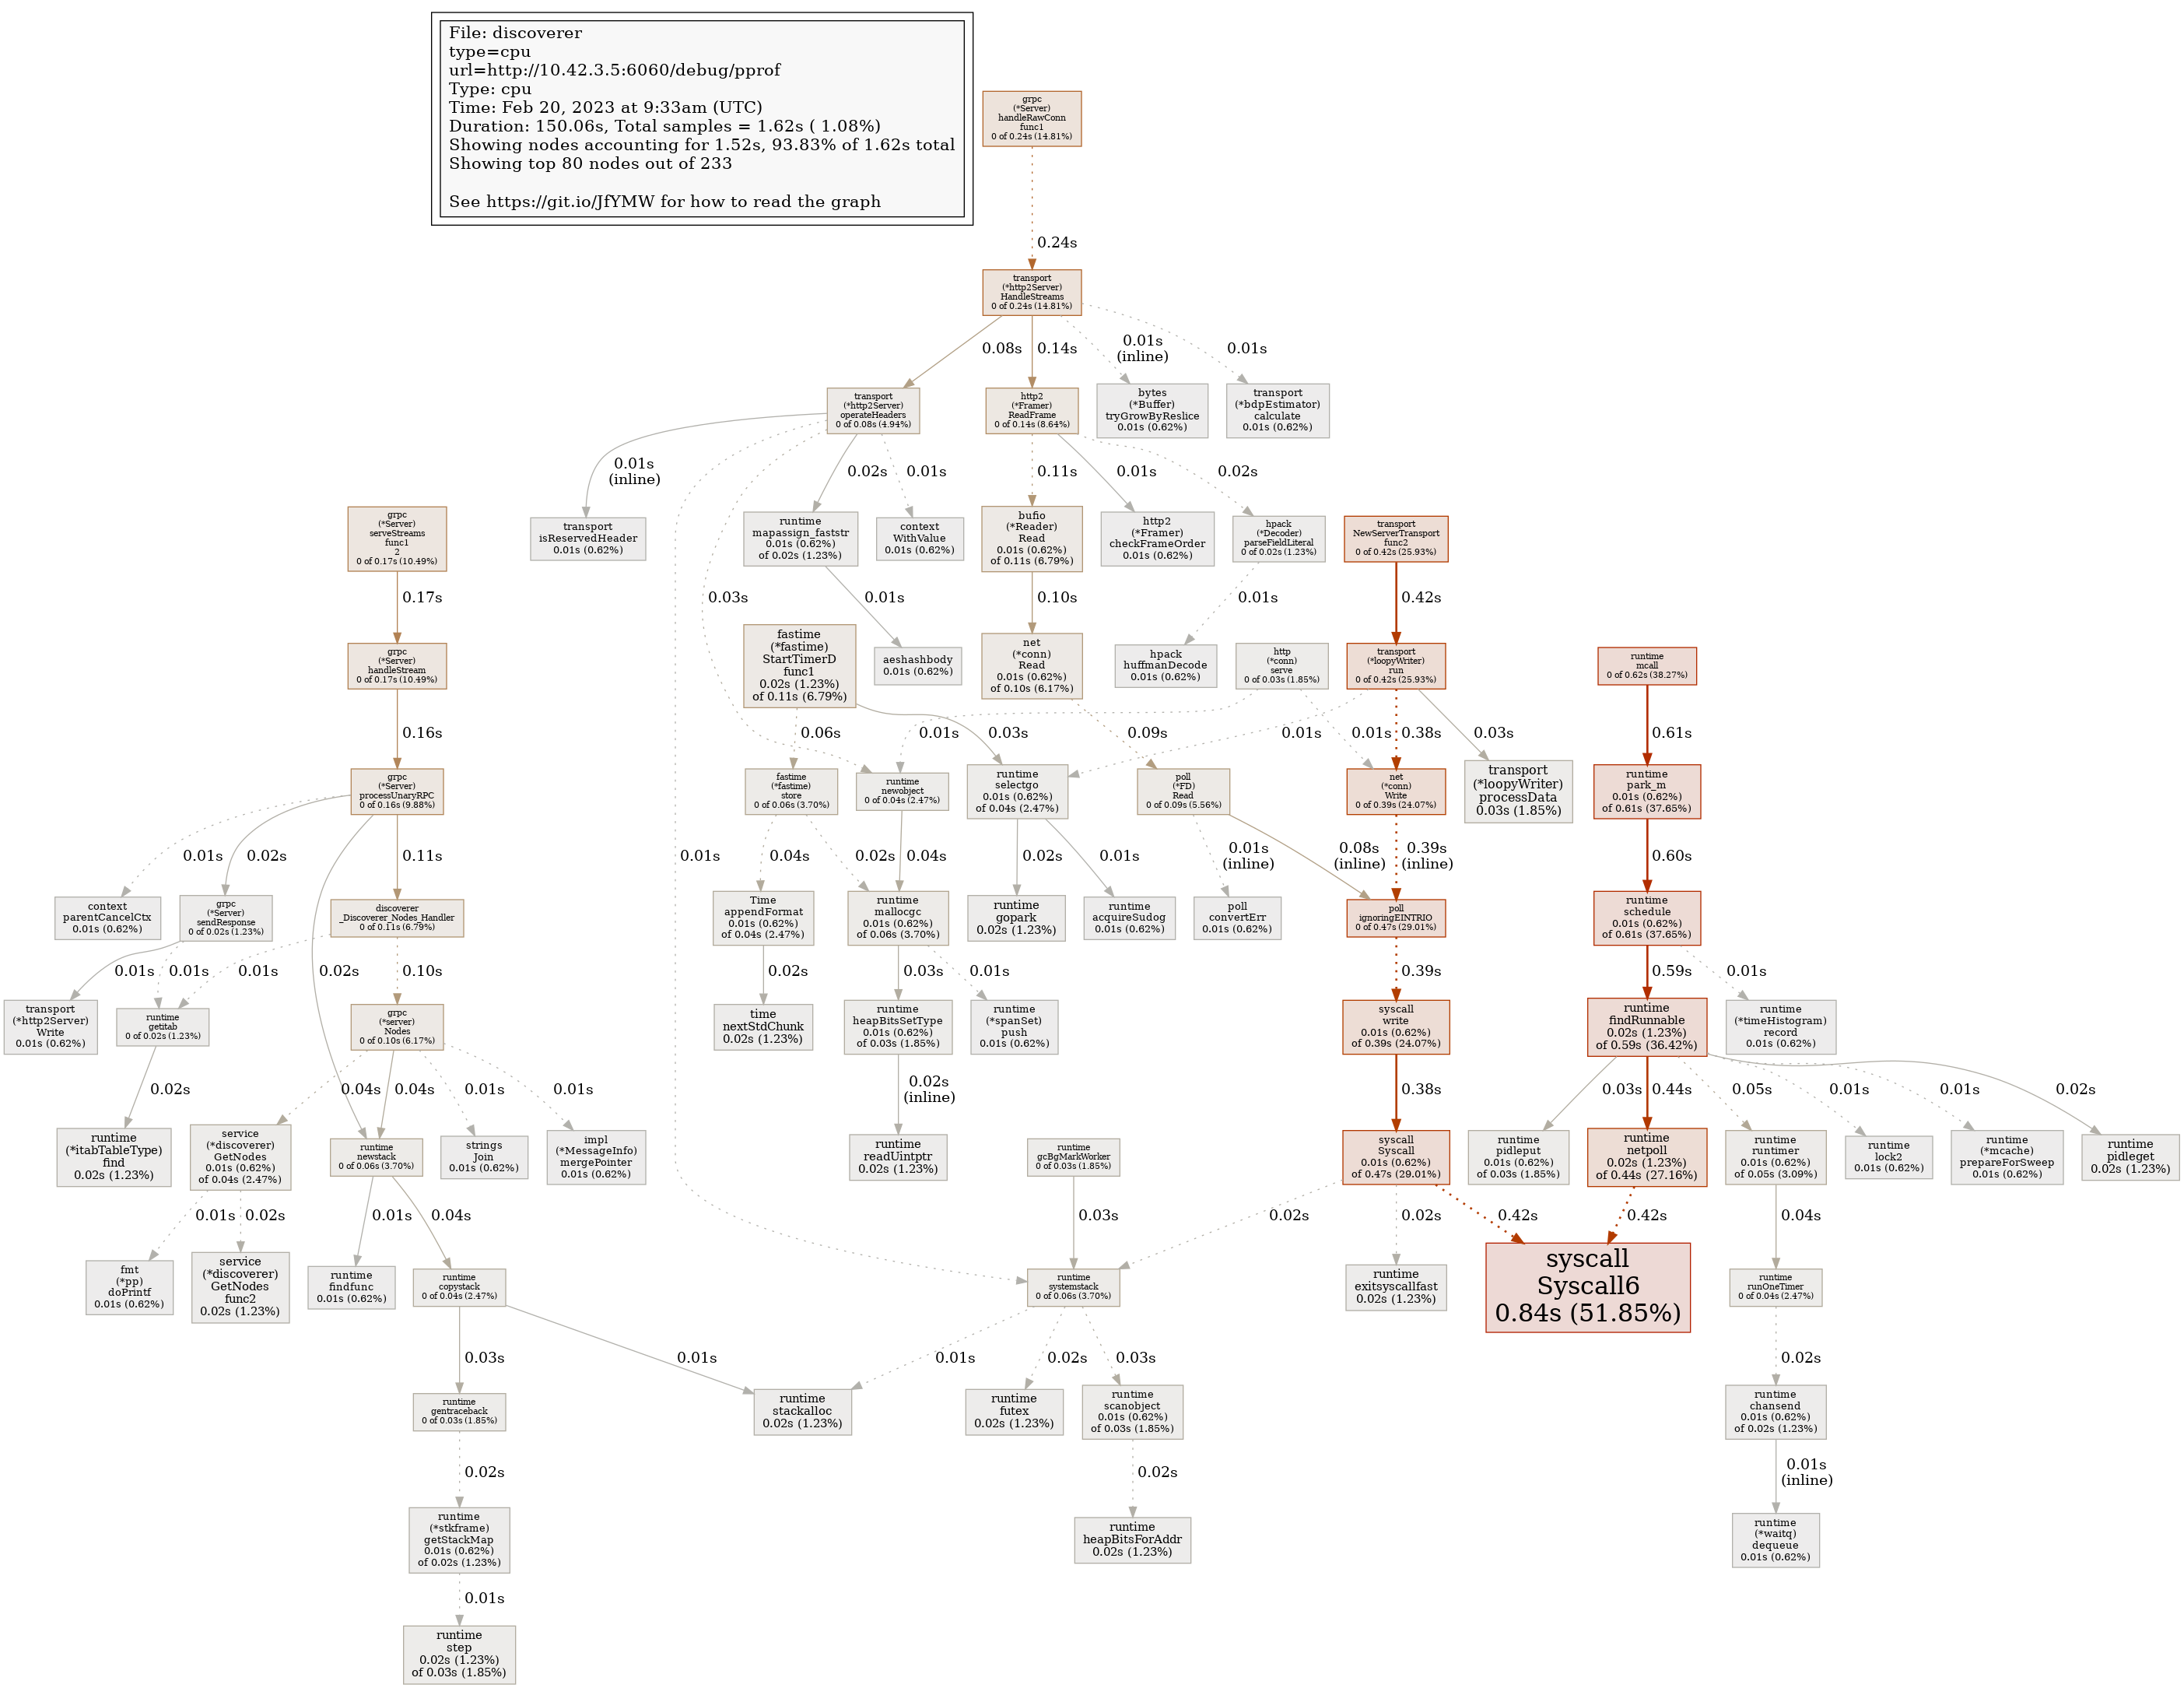 File: discoverer
type=cpu
url=http://10.42.3.5:6060/debug/pprof
Type: cpu
Time: Feb 20, 2023 at 9:33am (UTC)
Duration: 150.06s, Total samples = 1.62s ( 1.08%)
Showing nodes accounting for 1.52s, 93.83% of 1.62s total
Showing top 80 nodes out of 233
See https://git.io/JfYMW for how to read the graph
grpc
(*Server)
handleRawConn
func1
0 of 0.24s (14.81%)
0.24s
transport
(*http2Server)
HandleStreams
0 of 0.24s (14.81%)
0.08s
0.14s
0.01s
(inline)
0.01s
transport
(*http2Server)
operateHeaders
0 of 0.08s (4.94%)
http2
(*Framer)
ReadFrame
0 of 0.14s (8.64%)
bytes
(*Buffer)
tryGrowByReslice
0.01s (0.62%)
transport
(*bdpEstimator)
calculate
0.01s (0.62%)
0.01s
(inline)
0.02s
0.01s
0.11s
0.01s
0.02s
grpc
(*Server)
serveStreams
func1
2
0 of 0.17s (10.49%)
transport
isReservedHeader
0.01s (0.62%)
runtime
mapassign_faststr
0.01s (0.62%)
of 0.02s (1.23%)
context
WithValue
0.01s (0.62%)
bufio
(*Reader)
Read
0.01s (0.62%)
of 0.11s (6.79%)
http2
(*Framer)
checkFrameOrder
0.01s (0.62%)
hpack
(*Decoder)
parseFieldLiteral
0 of 0.02s (1.23%)
transport
NewServerTransport
func2
0 of 0.42s (25.93%)
0.17s
0.03s
0.01s
0.10s
0.01s
0.42s
grpc
(*Server)
handleStream
0 of 0.17s (10.49%)
fastime
(*fastime)
StartTimerD
func1
0.02s (1.23%)
of 0.11s (6.79%)
aeshashbody
0.01s (0.62%)
net
(*conn)
Read
0.01s (0.62%)
of 0.10s (6.17%)
hpack
huffmanDecode
0.01s (0.62%)
http
(*conn)
serve
0 of 0.03s (1.85%)
transport
(*loopyWriter)
run
0 of 0.42s (25.93%)
runtime
mcall
0 of 0.62s (38.27%)
0.16s
0.06s
0.01s
0.03s
0.09s
0.01s
0.01s
0.38s
0.03s
0.61s
grpc
(*Server)
processUnaryRPC
0 of 0.16s (9.88%)
fastime
(*fastime)
store
0 of 0.06s (3.70%)
runtime
newobject
0 of 0.04s (2.47%)
runtime
selectgo
0.01s (0.62%)
of 0.04s (2.47%)
poll
(*FD)
Read
0 of 0.09s (5.56%)
net
(*conn)
Write
0 of 0.39s (24.07%)
transport
(*loopyWriter)
processData
0.03s (1.85%)
runtime
park_m
0.01s (0.62%)
of 0.61s (37.65%)
0.01s
0.02s
0.11s
0.01s
0.04s
0.02s
0.04s
0.02s
0.01s
0.01s
(inline)
0.08s
(inline)
0.39s
(inline)
0.60s
context
parentCancelCtx
0.01s (0.62%)
grpc
(*Server)
sendResponse
0 of 0.02s (1.23%)
discoverer
_Discoverer_Nodes_Handler
0 of 0.11s (6.79%)
Time
appendFormat
0.01s (0.62%)
of 0.04s (2.47%)
runtime
mallocgc
0.01s (0.62%)
of 0.06s (3.70%)
runtime
gopark
0.02s (1.23%)
runtime
acquireSudog
0.01s (0.62%)
poll
convertErr
0.01s (0.62%)
poll
ignoringEINTRIO
0 of 0.47s (29.01%)
runtime
schedule
0.01s (0.62%)
of 0.61s (37.65%)
0.01s
0.01s
0.01s
0.02s
0.10s
0.02s
0.03s
0.01s
0.39s
0.59s
0.01s
transport
(*http2Server)
Write
0.01s (0.62%)
runtime
getitab
0 of 0.02s (1.23%)
grpc
(*server)
Nodes
0 of 0.10s (6.17%)
time
nextStdChunk
0.02s (1.23%)
runtime
heapBitsSetType
0.01s (0.62%)
of 0.03s (1.85%)
runtime
(*spanSet)
push
0.01s (0.62%)
syscall
write
0.01s (0.62%)
of 0.39s (24.07%)
runtime
findRunnable
0.02s (1.23%)
of 0.59s (36.42%)
runtime
(*timeHistogram)
record
0.01s (0.62%)
0.02s
0.04s
0.04s
0.01s
0.01s
0.02s
(inline)
0.38s
0.03s
0.44s
0.05s
0.01s
0.01s
0.02s
runtime
(*itabTableType)
find
0.02s (1.23%)
service
(*discoverer)
GetNodes
0.01s (0.62%)
of 0.04s (2.47%)
runtime
newstack
0 of 0.06s (3.70%)
strings
Join
0.01s (0.62%)
impl
(*MessageInfo)
mergePointer
0.01s (0.62%)
runtime
readUintptr
0.02s (1.23%)
runtime
gcBgMarkWorker
0 of 0.03s (1.85%)
syscall
Syscall
0.01s (0.62%)
of 0.47s (29.01%)
runtime
pidleput
0.01s (0.62%)
of 0.03s (1.85%)
runtime
netpoll
0.02s (1.23%)
of 0.44s (27.16%)
runtime
runtimer
0.01s (0.62%)
of 0.05s (3.09%)
runtime
lock2
0.01s (0.62%)
runtime
(*mcache)
prepareForSweep
0.01s (0.62%)
runtime
pidleget
0.02s (1.23%)
0.01s
0.02s
0.01s
0.04s
0.03s
0.02s
0.02s
0.42s
0.42s
0.04s
fmt
(*pp)
doPrintf
0.01s (0.62%)
service
(*discoverer)
GetNodes
func2
0.02s (1.23%)
runtime
findfunc
0.01s (0.62%)
runtime
copystack
0 of 0.04s (2.47%)
runtime
systemstack
0 of 0.06s (3.70%)
runtime
exitsyscallfast
0.02s (1.23%)
syscall
Syscall6
0.84s (51.85%)
runtime
runOneTimer
0 of 0.04s (2.47%)
0.03s
0.01s
0.01s
0.02s
0.03s
0.02s
runtime
gentraceback
0 of 0.03s (1.85%)
runtime
stackalloc
0.02s (1.23%)
runtime
futex
0.02s (1.23%)
runtime
scanobject
0.01s (0.62%)
of 0.03s (1.85%)
runtime
chansend
0.01s (0.62%)
of 0.02s (1.23%)
0.02s
0.02s
0.01s
(inline)
runtime
(*stkframe)
getStackMap
0.01s (0.62%)
of 0.02s (1.23%)
runtime
heapBitsForAddr
0.02s (1.23%)
runtime
(*waitq)
dequeue
0.01s (0.62%)
0.01s
runtime
step
0.02s (1.23%)
of 0.03s (1.85%)